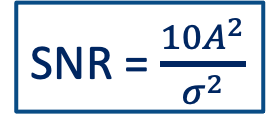 SNR = 10A² / σ²